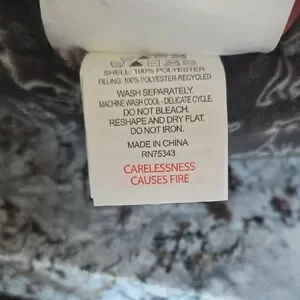 SHELL: 100% POLYESTER
FILLING: 100% POLYESTER-RECYCLED
WASH SEPARATELY.
MACHINE WASH COOL - DELICATE CYCLE.
DO NOT BLEACH.
RESHAPE AND DRY FLAT.
DO NOT IRON.
MADE IN CHINA
RN75343
CARELESSNESS
CAUSES FIRE